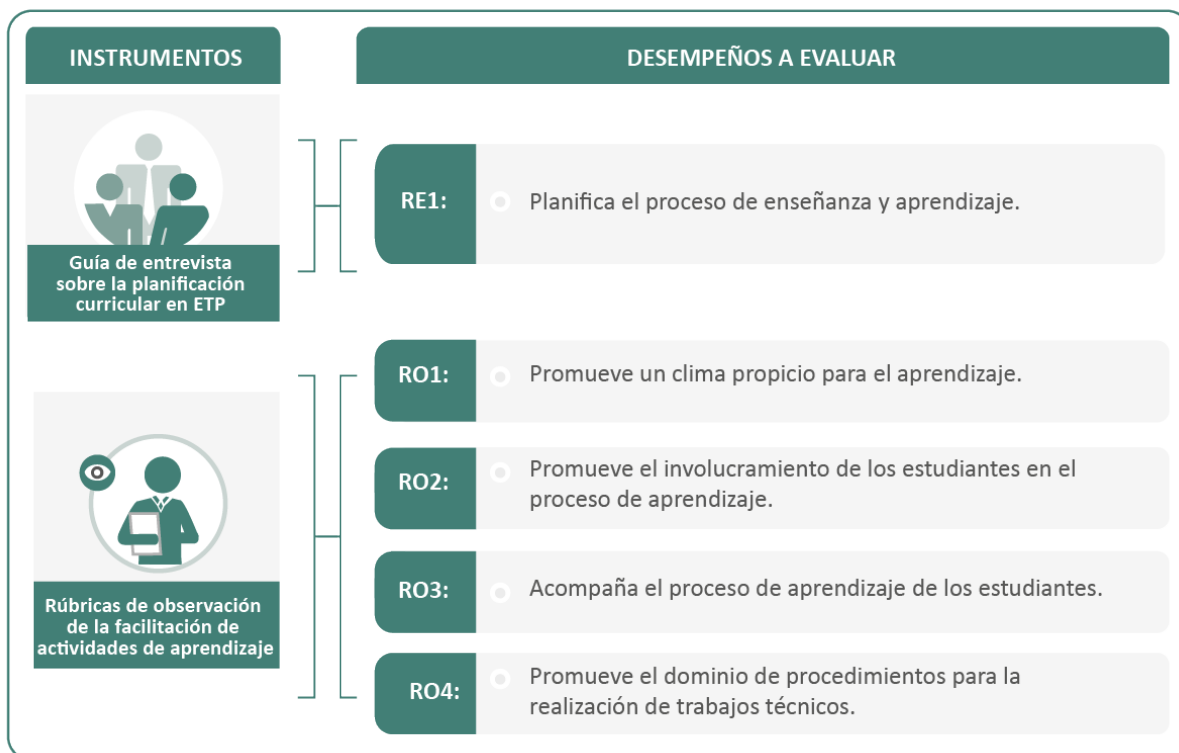 INSTRUMENTOS
DESEMPEÑOS A EVALUAR
Guía de entrevista
sobre la planificación
curricular en ETP
RE1:
Planifica el proceso de enseñanza y aprendizaje.
Rúbricas de observación
de la facilitación de
actividades de aprendizaje
RO1:
Promueve un clima propicio para el aprendizaje.
RO2:
Promueve el involucramiento de los estudiantes en el
proceso de aprendizaje.
RO3:
Acompaña el proceso de aprendizaje de los estudiantes.
RO4:
Promueve el dominio de procedimientos para la
realización de trabajos técnicos.